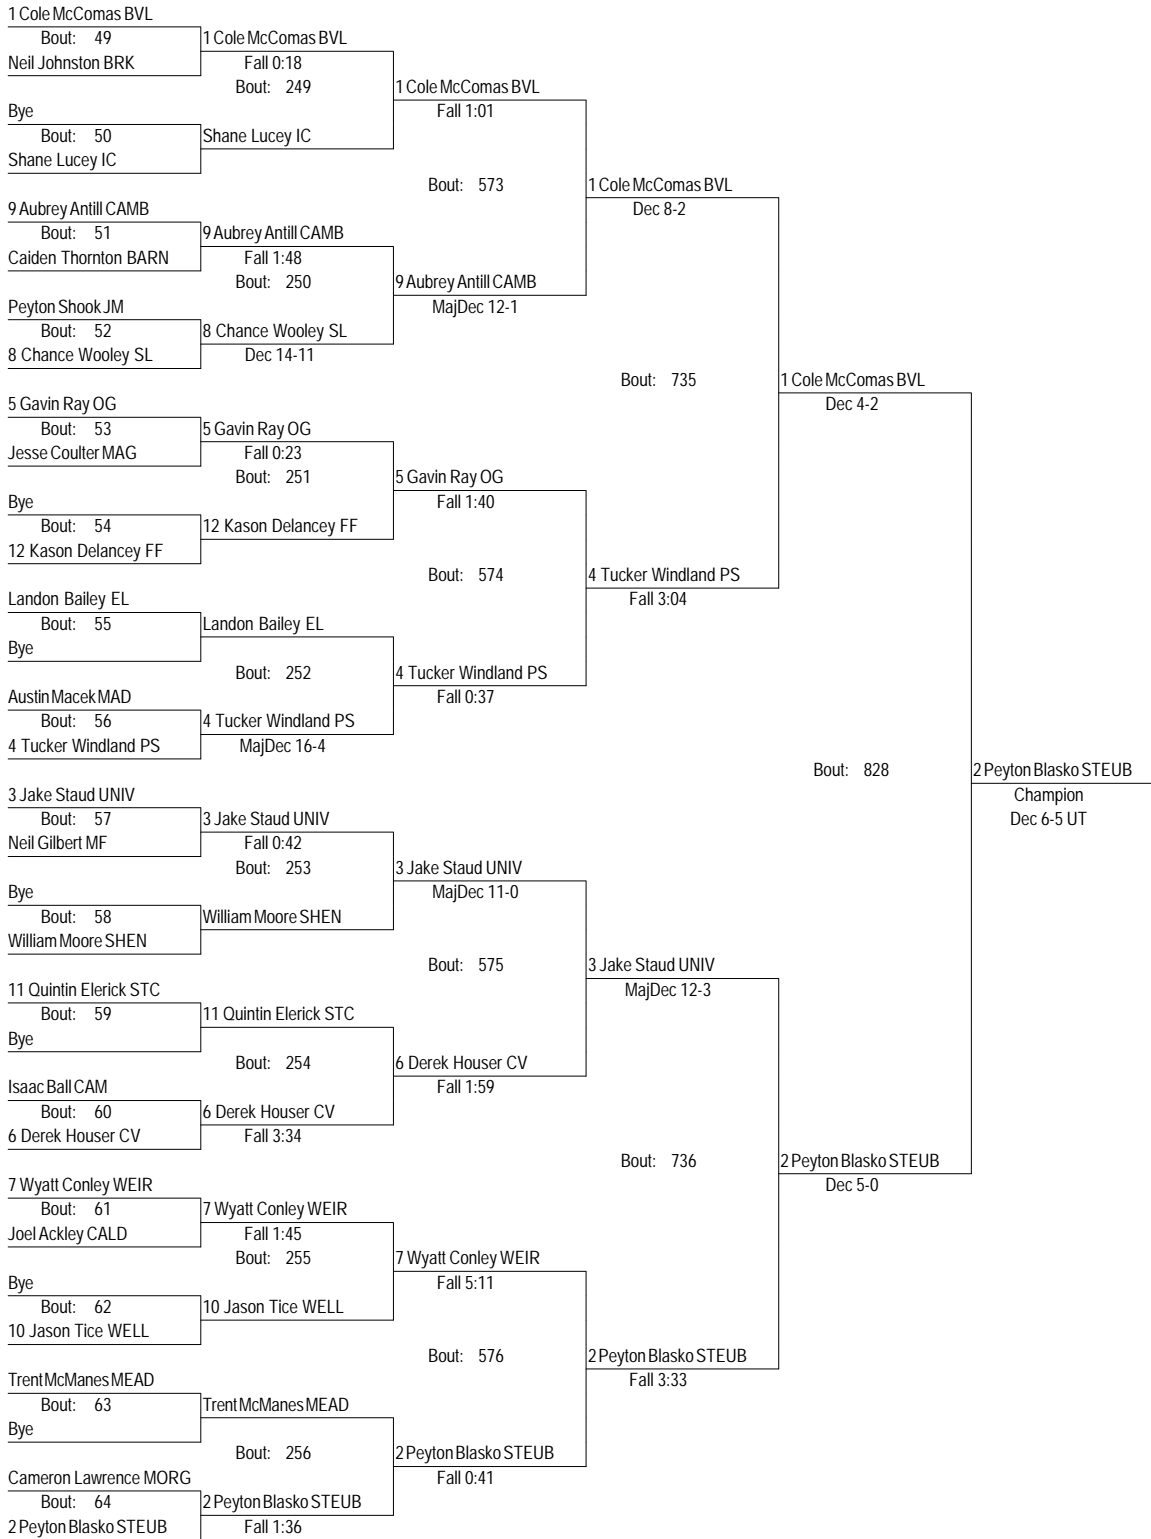 1 Cole McComas BVL
Bout: 49
Neil Johnston BRK
Bye
Bout: 50
Shane Lucey IC
9 Aubrey Antill CAMB
Bout: 51
Caiden Thornton BARN
Peyton Shook JM
Bout: 52
8 Chance Wooley SL
5 Gavin Ray OG
Bout: 53
Jesse Coulter MAG
Bye
Bout: 54
12 Kason Delancey FF
Landon Bailey EL
Bout: 55
Bye
Austin Macek MAD
Bout: 56
4 Tucker Windland PS
3 Jake Staud UNIV
Bout: 57
Neil Gilbert MF
Bye
Bout: 58
William Moore SHEN
11 Quintin Elerick STC
Bout: 59
Bye
Isaac Ball CAM
Bout: 60
6 Derek Houser CV
7 Wyatt Conley WEIR
Bout: 61
Joel Ackley CALD
Bye
Bout: 62
10 Jason Tice WELL
Trent McManes MEAD
Bout: 63
Bye
Cameron Lawrence MORG
Bout: 64
2 Peyton Blasko STEUB
1 Cole McComas BVL
Fall 0:18
Bout: 249
Shane Lucey IC
9 Aubrey Antill CAMB
Fall 1:48
Bout: 250
8 Chance Wooley SL
Dec 14-11
5 Gavin Ray OG
Fall 0:23
Bout: 251
12 Kason Delancey FF
Landon Bailey EL
Bout: 252
4 Tucker Windland PS
MajDec 16-4
3 Jake Staud UNIV
Fall 0:42
Bout: 253
William Moore SHEN
11 Quintin Elerick STC
Bout: 254
6 Derek Houser CV
Fall 3:34
7 Wyatt Conley WEIR
Fall 1:45
Bout: 255
10 Jason Tice WELL
Trent McManes MEAD
Bout: 256
2 Peyton Blasko STEUB
Fall 1:36
1 Cole McComas BVL
Fall 1:01
Bout: 573
9 Aubrey Antill CAMB
MajDec 12-1
5 Gavin Ray OG
Fall 1:40
Bout: 574
4 Tucker Windland PS
Fall 0:37
3 Jake Staud UNIV
MajDec 11-0
Bout: 575
6 Derek Houser CV
Fall 1:59
7 Wyatt Conley WEIR
Fall 5:11
Bout: 576
2 Peyton Blasko STEUB
Fall 0:41
1 Cole McComas BVL
Dec 8-2
Bout: 735
4 Tucker Windland PS
Fall 3:04
3 Jake Staud UNIV
MajDec 12-3
Bout: 736
2 Peyton Blasko STEUB
Fall 3:33
1 Cole McComas BVL
Dec 4-2
Bout: 828
2 Peyton Blasko STEUB
Dec 5-0
2 Peyton Blasko STEUB
Champion
Dec 6-5 UT